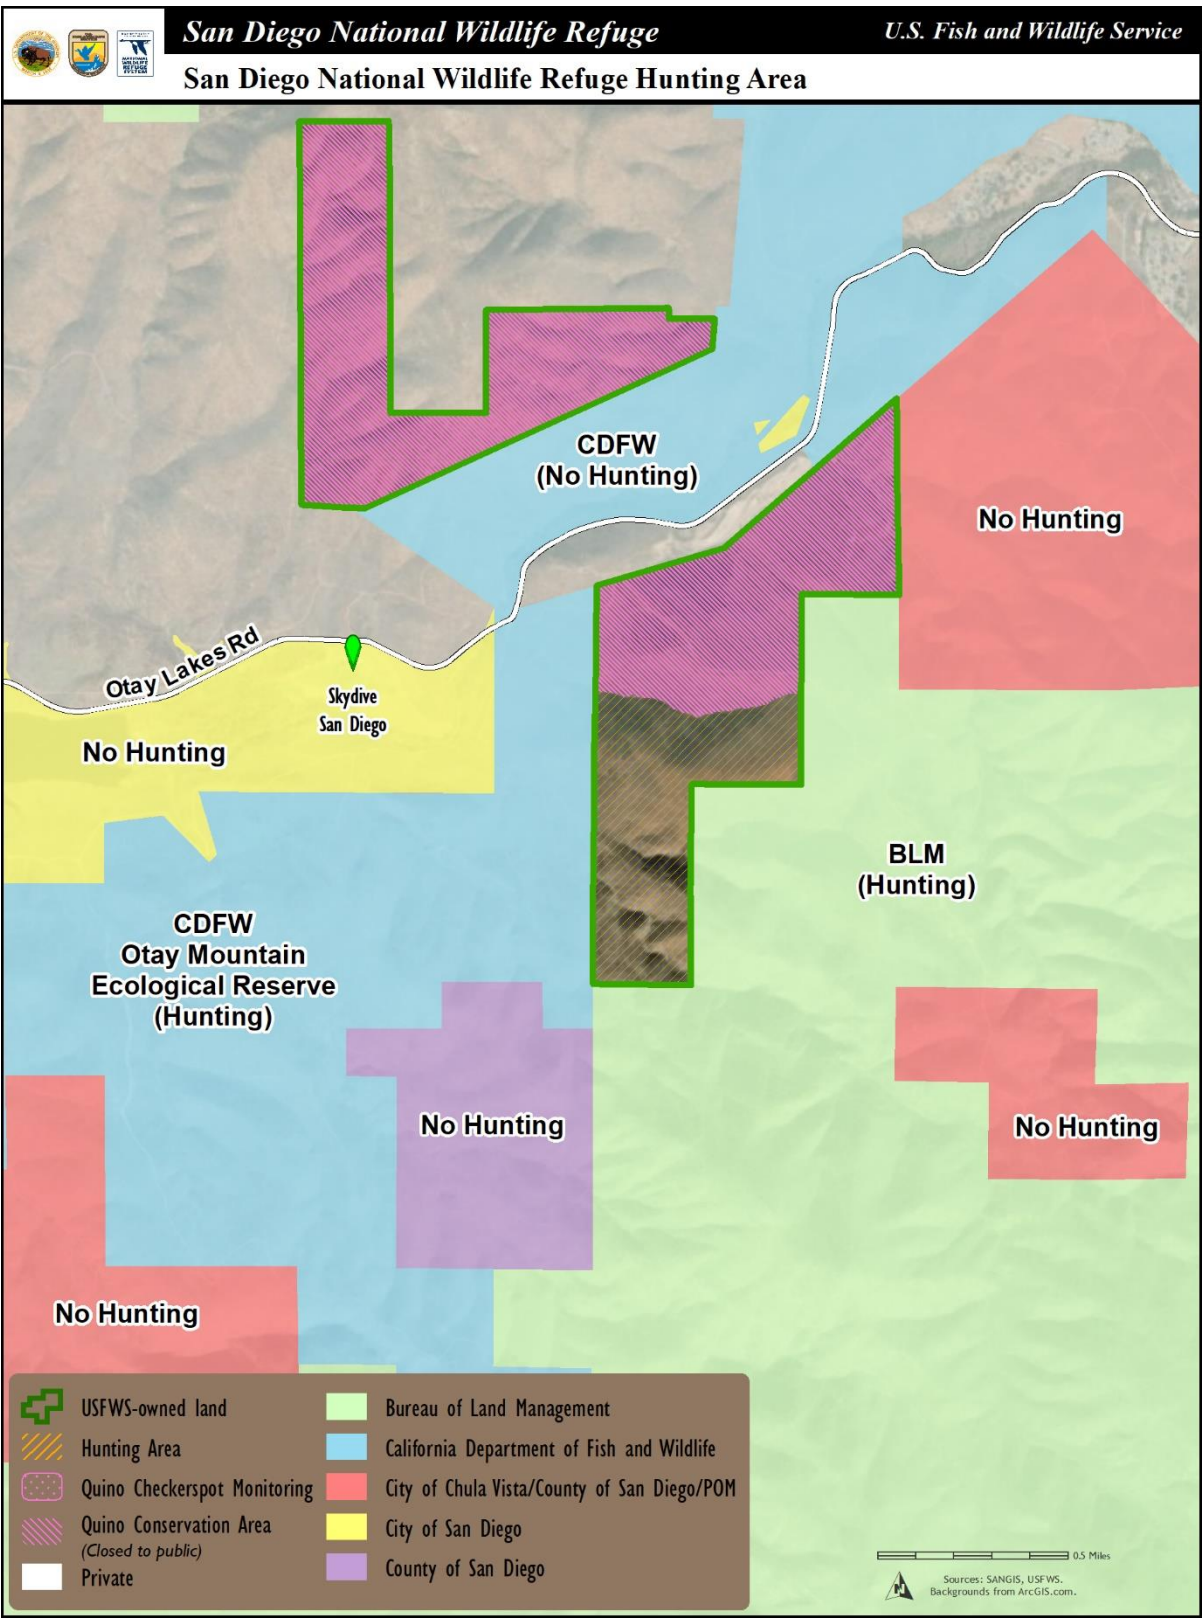 San Diego National Wildlife Refuge
U.S. Fish and Wildlife Service
San Diego National Wildlife Refuge Hunting Area
NATIONAL
WILDLIFE
REFUGE
SYSTEM
CDFW
(No Hunting)
No Hunting
Otay Lakes Rd
Skydive
San Diego
No Hunting
BLM
(Hunting)
CDFW
Otay Mountain
Ecological Reserve
(Hunting)
No Hunting
No Hunting
No Hunting
USFWS-owned land
Hunting Area
Quino Checkerspot Monitoring
Quino Conservation Area
(Closed to public)
Private
Bureau of Land Management
California Department of Fish and Wildlife
City of Chula Vista/County of San Diego/POM
City of San Diego
County of San Diego
0.5 Miles
N
Sources: SANGIS, USFWS.
Backgrounds from ArcGIS.com.